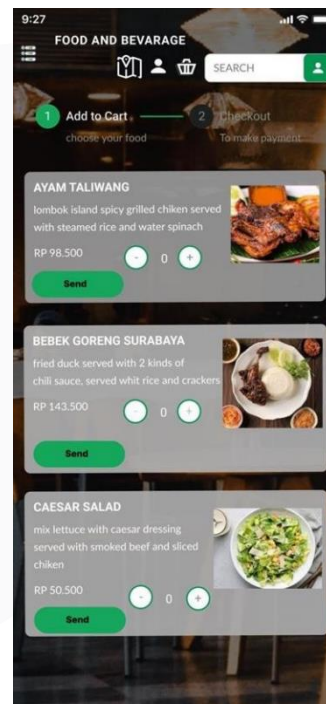 9:27
FOOD AND BEVARAGE
SEARCH
1 Add to Cart 2 Checkout
choose your food To make payment
AYAM TALIWANG
lombok island spicy grilled chiken served
with steamed rice and water spinach
RP 98.500 - 0 +
Send
BEBEK GORENG SURABAYA
fried duck served with 2 kinds of
chili sauce, served whit rice and crackers
RP 143.500 - 0 +
Send
CAESAR SALAD
mix lettuce with caesar dressing
served with smoked beef and sliced
chiken
RP 50.500 - 0 +
Send